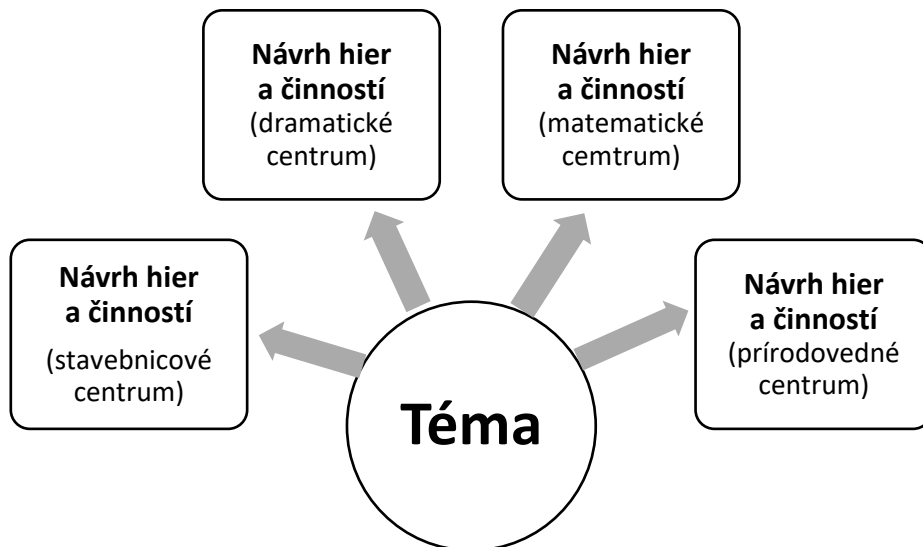 Návrh hier
a činností
(dramatické
centrum)
Návrh hier
a činností
(matematické
cemtrum)
Návrh hier
a činností
(stavebnicové
centrum)
Návrh hier
a činností
(prírodovedné
centrum)
Téma